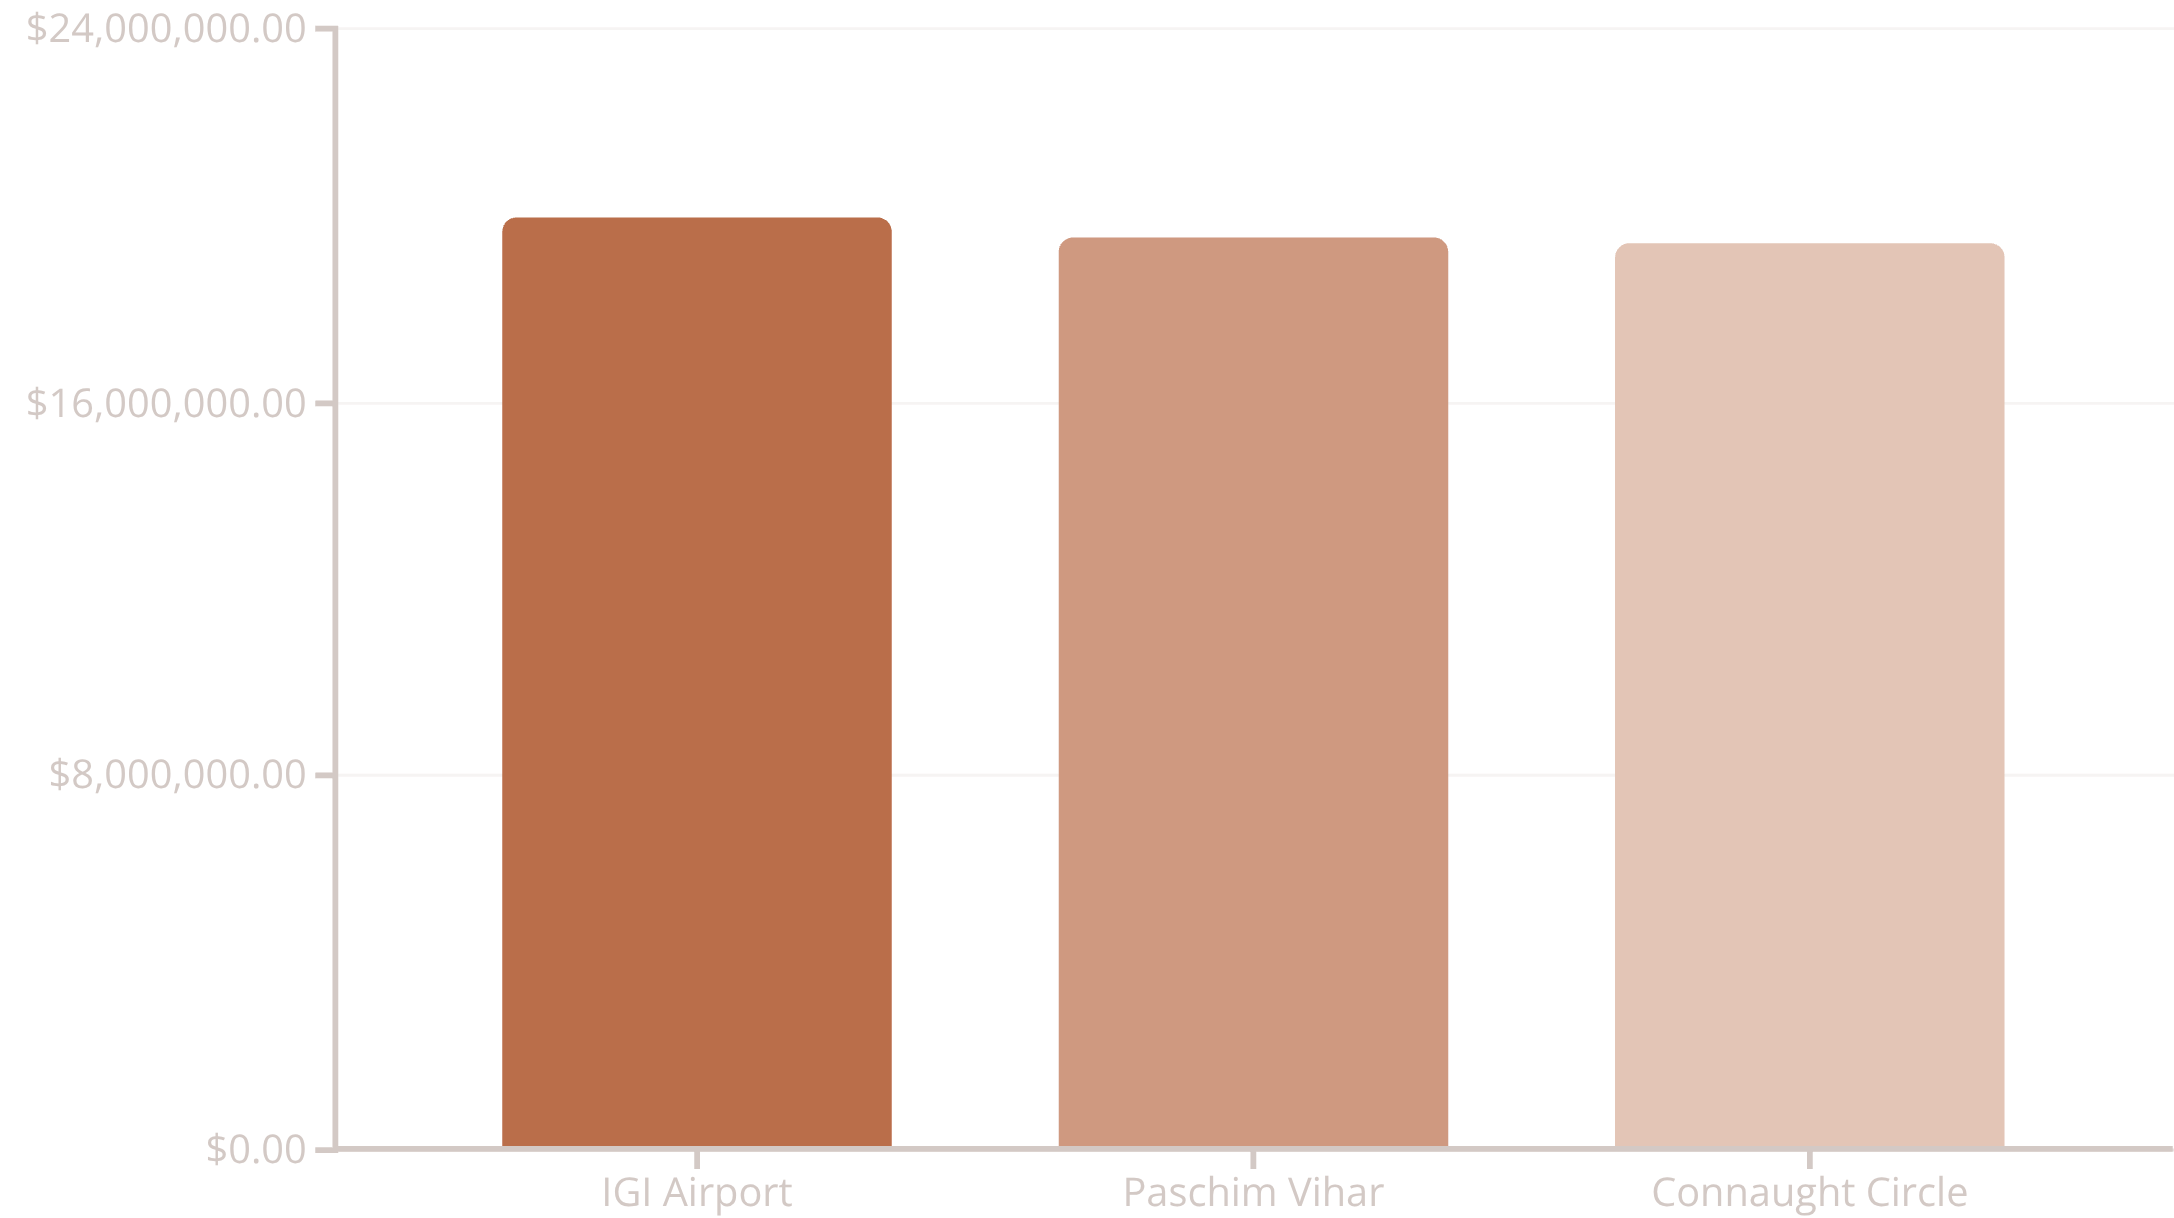 $24,000,000.00
$16,000,000.00
$8,000,000.00
$0.00
IGI Airport
Paschim Vihar
Connaught Circle